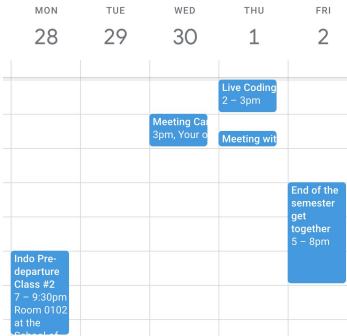 MON TUE WED THU FRI
28 29 30 1 2
Live Coding
2 – 3pm
Meeting Ca
3pm, Your o
Meeting wit
End of the
semester
get
together
5 – 8pm
Indo Pre-
departure
Class #2
7 – 9:30pm
Room 0102
at the
School of